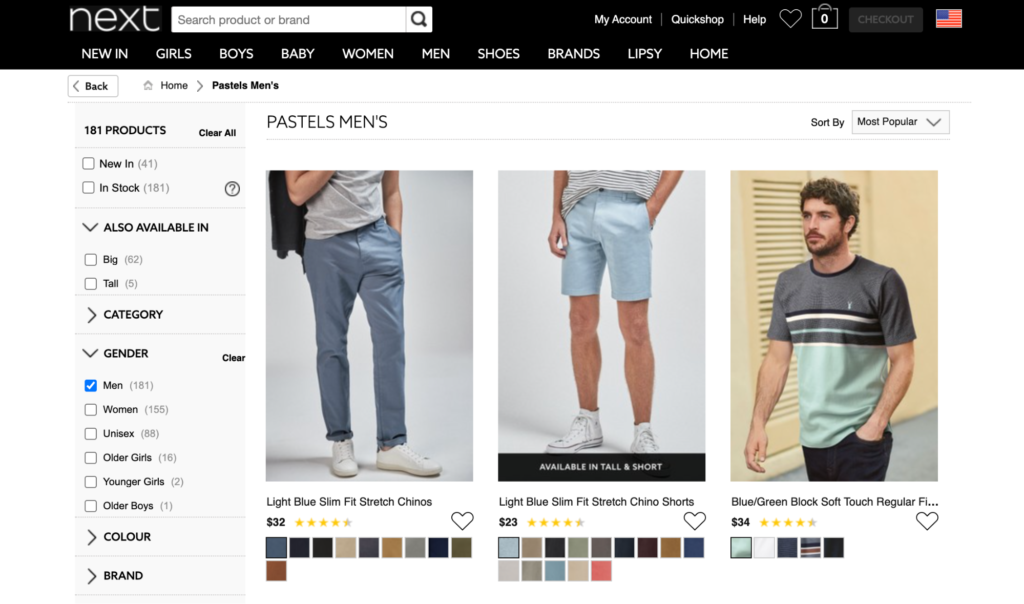 next
Search product or brand
My Account
Quickshop
Help
0
CHECKOUT
NEW IN
GIRLS
BOYS
BABY
WOMEN
MEN
SHOES
BRANDS
LIPSY
HOME
Back
Home
Pastels Men's
181 PRODUCTS
Clear All
New In (41)
In Stock (181)
?
ALSO AVAILABLE IN
Big (62)
Tall (5)
CATEGORY
GENDER
Clear
Men (181)
Women (155)
Unisex (88)
Older Girls (16)
Younger Girls (2)
Older Boys (1)
COLOUR
BRAND
PASTELS MEN'S
Sort By
Most Popular
AVAILABLE IN TALL & SHORT
Light Blue Slim Fit Stretch Chinos
$32
Light Blue Slim Fit Stretch Chino Shorts
$23
Blue/Green Block Soft Touch Regular Fi...
$34